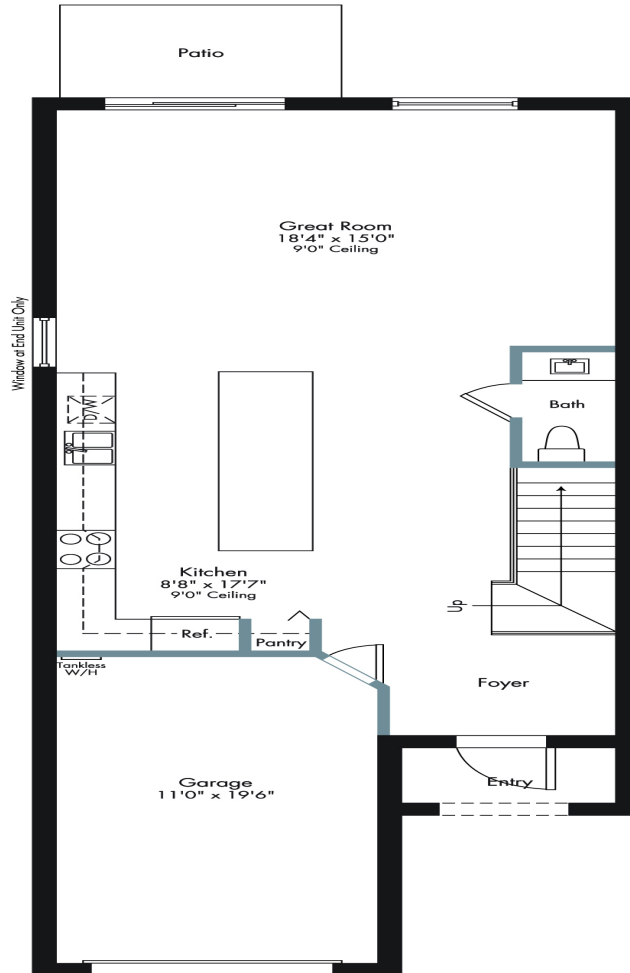 Patio
Great Room
18'4" x 15'0"
9'0" Ceiling
Window at End Unit Only
D/W
Bath
Kitchen
8'8" x 17'7"
9'0" Ceiling
Up
Ref.
Pantry
Tankless
W/H
Foyer
Garage
11'0" x 19'6"
Entry